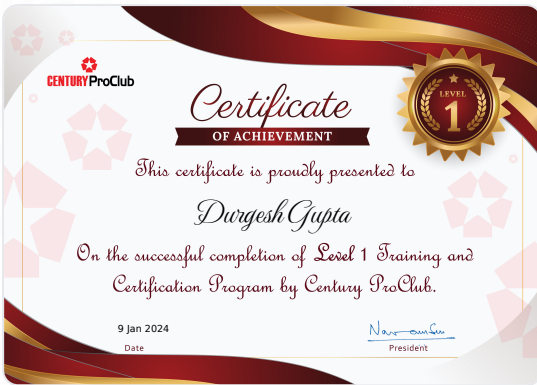 CENTURY ProClub
LEVEL
1
Certificate
OF ACHIEVEMENT
This certificate is proudly presented to
Durgesh Gupta
On the successful completion of Level 1 Training and
Certification Program by Century ProClub.
9 Jan 2024
Date
President